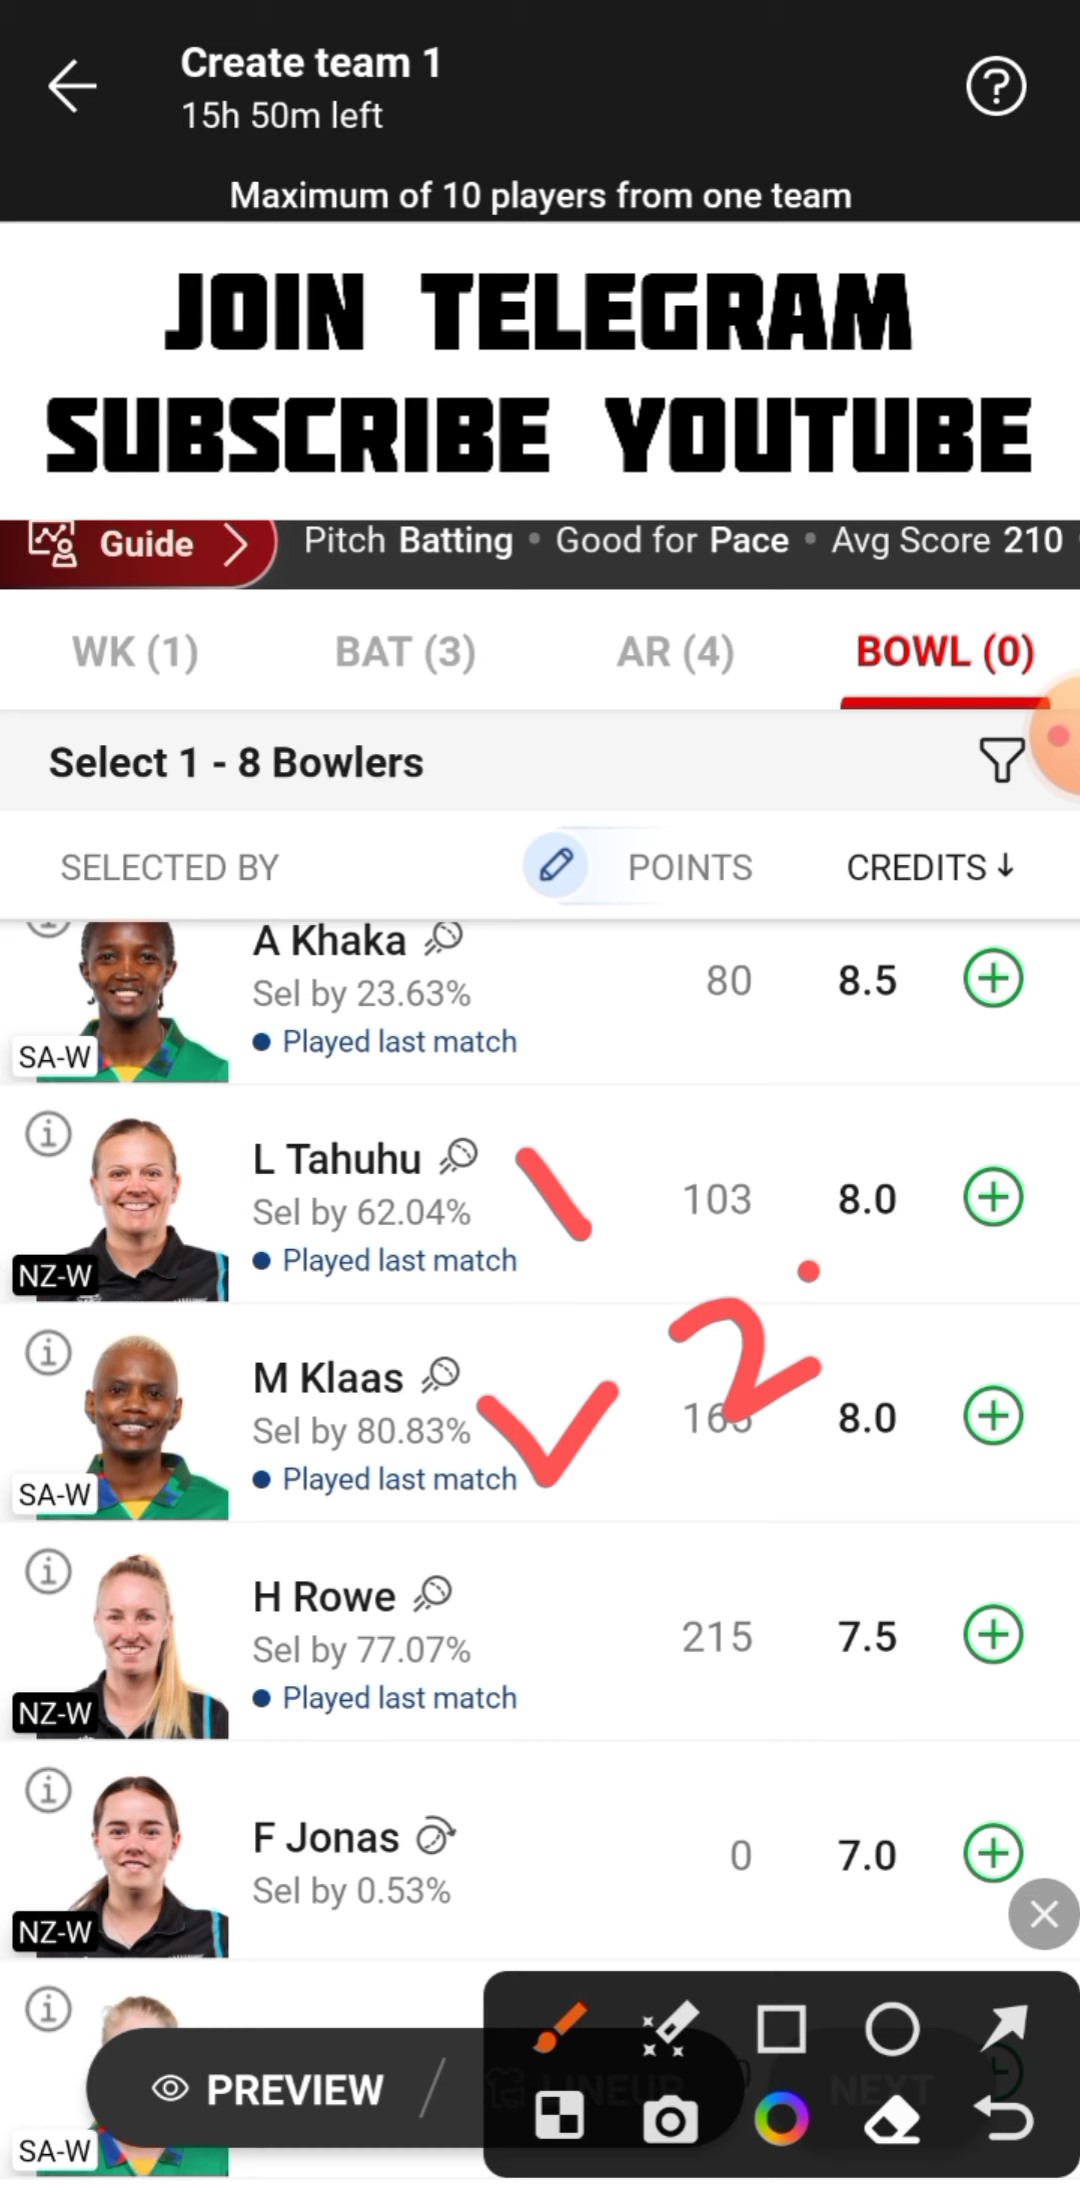 Create team 1
15h 50m left
Maximum of 10 players from one team
JOIN TELEGRAM
SUBSCRIBE YOUTUBE
Guide
Pitch Batting • Good for Pace • Avg Score 210
WK (1) BAT (3) AR (4) BOWL (0)
Select 1 - 8 Bowlers
SELECTED BY POINTS CREDITS ↓
A Khaka
Sel by 23.63% 80 8.5
Played last match
SA-W
L Tahuhu
Sel by 62.04% 103 8.0
Played last match
NZ-W
2
M Klaas
Sel by 80.83% 8.0
Played last match
SA-W
H Rowe
Sel by 77.07% 215 7.5
Played last match
NZ-W
F Jonas
Sel by 0.53% 0 7.0
NZ-W
PREVIEW / LINEUP NEXT
SA-W